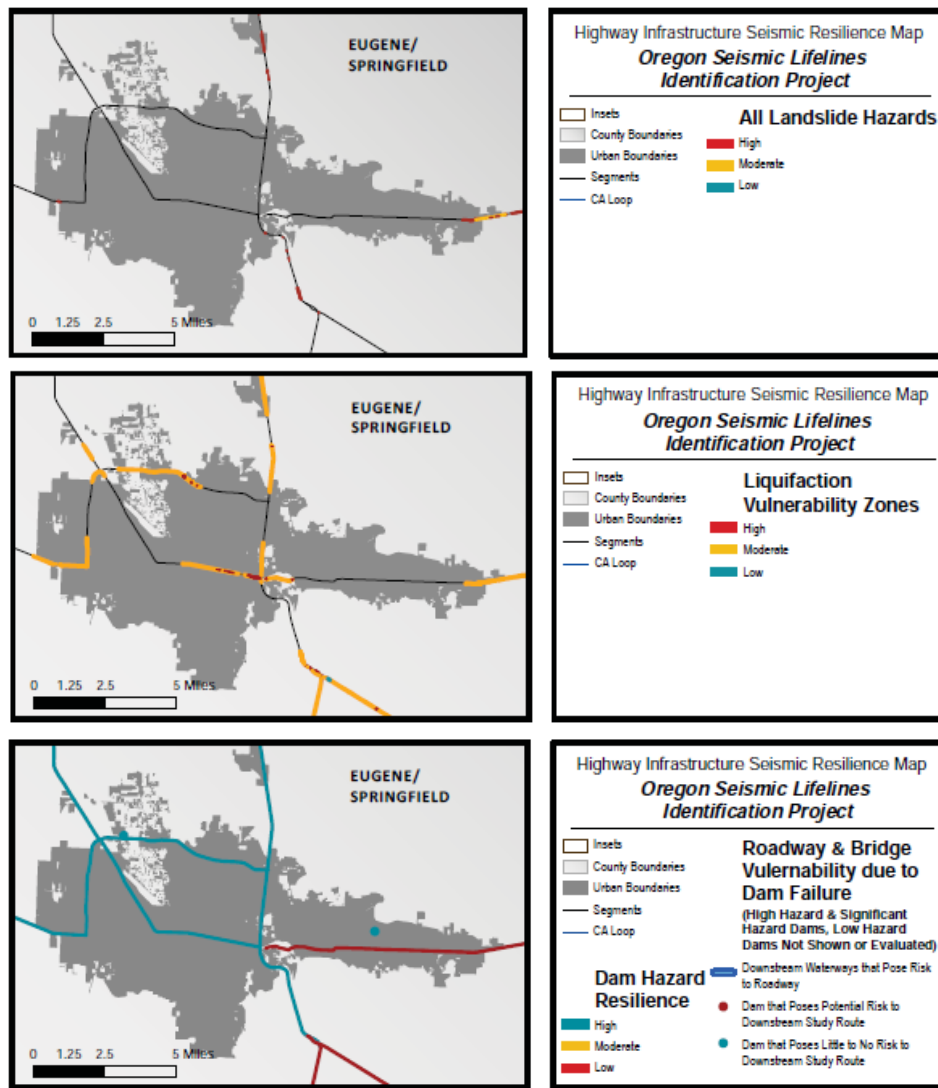 EUGENE/
SPRINGFIELD
0 1.25 2.5 5 Miles
Highway Infrastructure Seismic Resilience Map
Oregon Seismic Lifelines
Identification Project
Insets
County Boundaries
Urban Boundaries
Segments
CA Loop
All Landslide Hazards
High
Moderate
Low
EUGENE/
SPRINGFIELD
0 1.25 2.5 5 Miles
Highway Infrastructure Seismic Resilience Map
Oregon Seismic Lifelines
Identification Project
Insets
County Boundaries
Urban Boundaries
Segments
CA Loop
Liquifaction
Vulnerability Zones
High
Moderate
Low
EUGENE/
SPRINGFIELD
0 1.25 2.5 5 Miles
Highway Infrastructure Seismic Resilience Map
Oregon Seismic Lifelines
Identification Project
Insets
County Boundaries
Urban Boundaries
Segments
CA Loop
Dam Hazard
Resilience
High
Moderate
Low
Roadway & Bridge
Vulernability due to
Dam Failure
(High Hazard & Significant
Hazard Dams, Low Hazard
Dams Not Shown or Evaluated)
Downstream Waterways that Pose Risk
to Roadway
Dam that Poses Potential Risk to
Downstream Study Route
Dam that Poses Little to No Risk to
Downstream Study Route